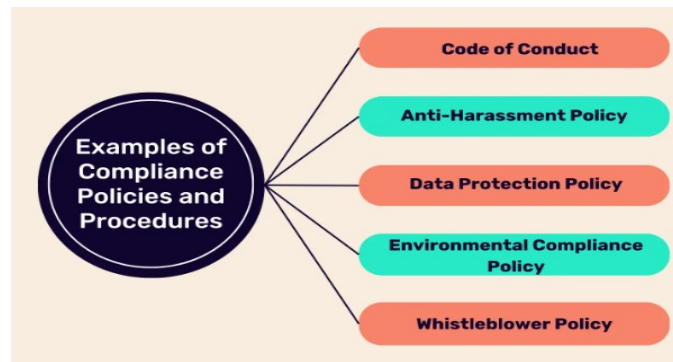 Examples of
Compliance
Policies and
Procedures
Code of Conduct
Anti-Harassment Policy
Data Protection Policy
Environmental Compliance
Policy
Whistleblower Policy